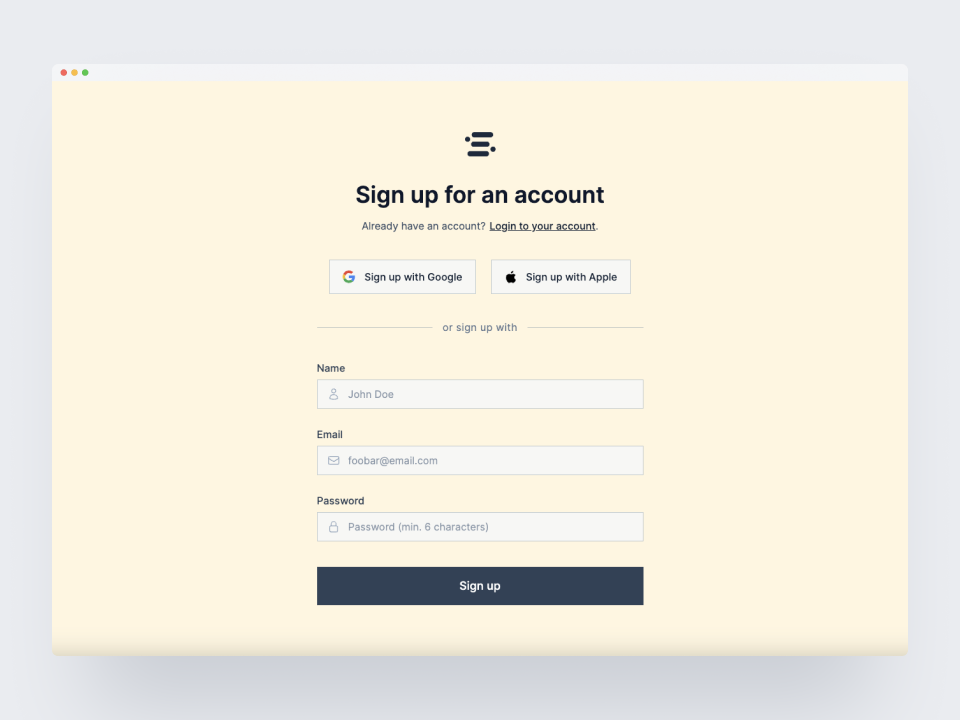 Sign up for an account
Already have an account? Login to your account.
Sign up with Google
Sign up with Apple
or sign up with
Name
John Doe
Email
foobar@email.com
Password
Password (min. 6 characters)
Sign up